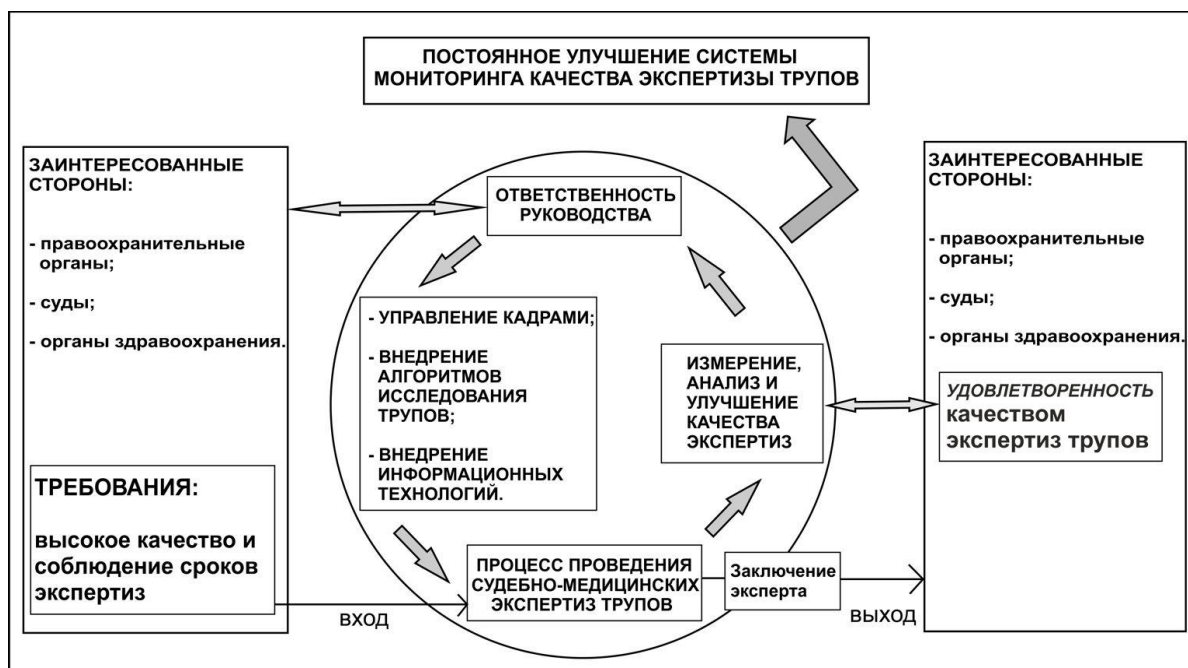 ПОСТОЯННОЕ УЛУЧШЕНИЕ СИСТЕМЫ
МОНИТОРИНГА КАЧЕСТВА ЭКСПЕРТИЗЫ ТРУПОВ
ЗАИНТЕРЕСОВАННЫЕ
СТОРОНЫ:
- правоохранительные
органы;
- суды;
- органы здравоохранения.
ТРЕБОВАНИЯ:
высокое качество и
соблюдение сроков
экспертиз
ВХОД
ОТВЕТСТВЕННОСТЬ
РУКОВОДСТВА
- УПРАВЛЕНИЕ КАДРАМИ;
- ВНЕДРЕНИЕ
АЛГОРИТМОВ
ИССЛЕДОВАНИЯ
ТРУПОВ;
- ВНЕДРЕНИЕ
ИНФОРМАЦИОННЫХ
ТЕХНОЛОГИЙ.
ПРОЦЕСС ПРОВЕДЕНИЯ
СУДЕБНО-МЕДИЦИНСКИХ
ЭКСПЕРТИЗ ТРУПОВ
ИЗМЕРЕНИЕ,
АНАЛИЗ И
УЛУЧШЕНИЕ
КАЧЕСТВА
ЭКСПЕРТИЗ
Заключение
эксперта
ВЫХОД
ЗАИНТЕРЕСОВАННЫЕ
СТОРОНЫ:
- правоохранительные
органы;
- суды;
- органы здравоохранения.
УДОВЛЕТВОРЕННОСТЬ
качеством
экспертиз трупов